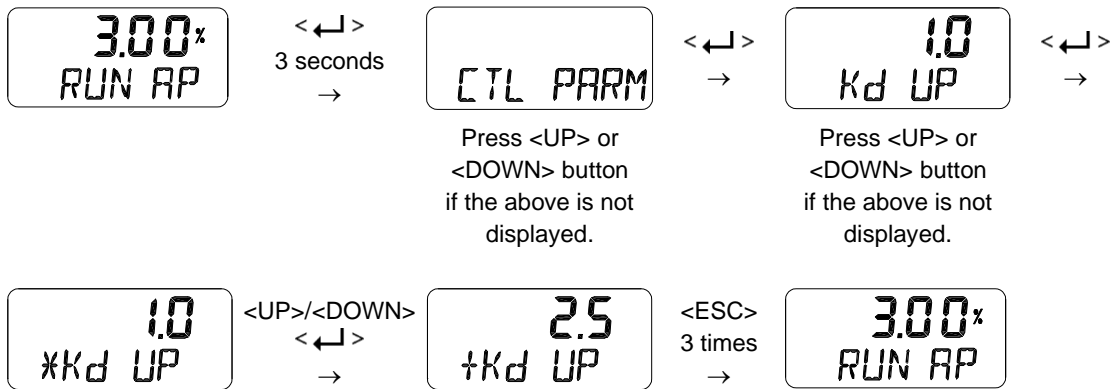 3.00%
RUN AP
< ↵ >
3 seconds
→
CTL PARM
Press <UP> or
<DOWN> button
if the above is not
displayed.
< ↵ >
→
1.0
Kd UP
Press <UP> or
<DOWN> button
if the above is not
displayed.
< ↵ >
→
1.0
*Kd UP
<UP>/<DOWN>
< ↵ >
→
2.5
+Kd UP
<ESC>
3 times
→
3.00%
RUN AP